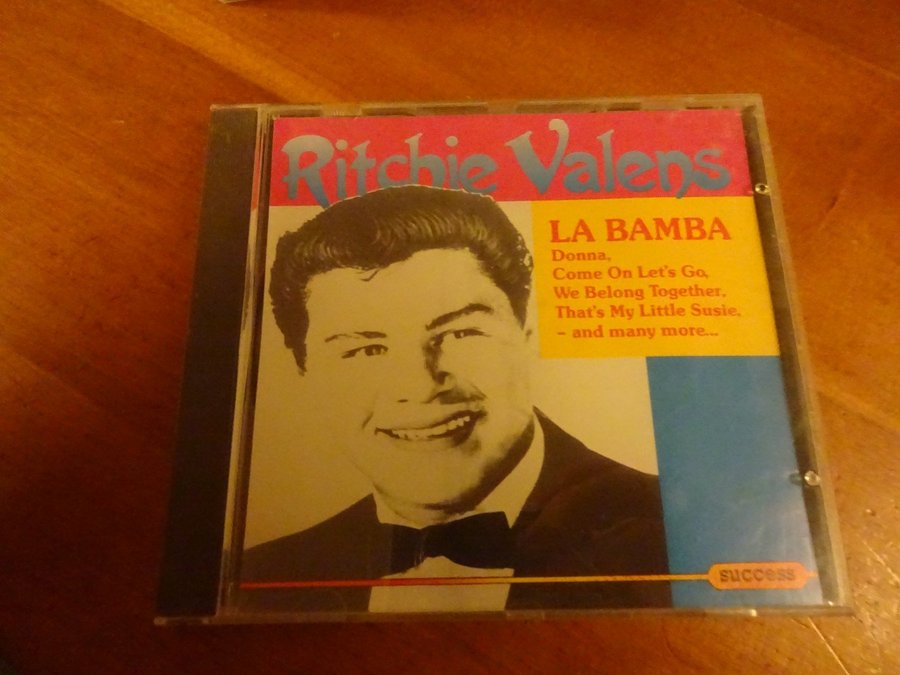 Ritchie Valens
LA BAMBA
Donna,
Come On Let's Go,
We Belong Together,
That's My Little Susie,
- and many more...
success